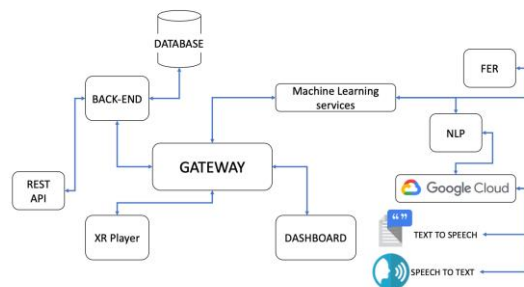 DATABASE
FER
BACK-END
Machine Learning
services
NLP
GATEWAY
REST
API
Google Cloud
XR Player
DASHBOARD
“ ”
TEXT TO SPEECH
SPEECH TO TEXT